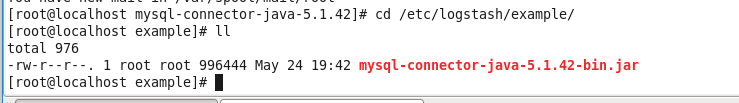 [root@localhost mysql-connector-java-5.1.42]# cd /etc/logstash/example/
[root@localhost example]# ll
total 976
-rw-r--r--. 1 root root 996444 May 24 19:42 mysql-connector-java-5.1.42-bin.jar
[root@localhost example]#